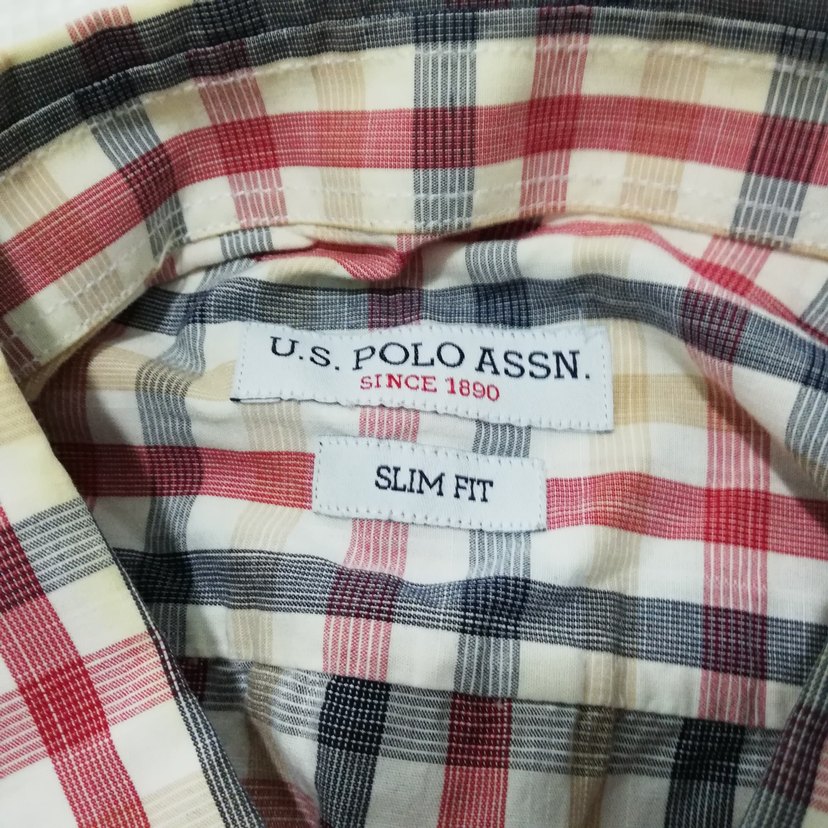 U.S. POLO ASSN.
SINCE 1890
SLIM FIT